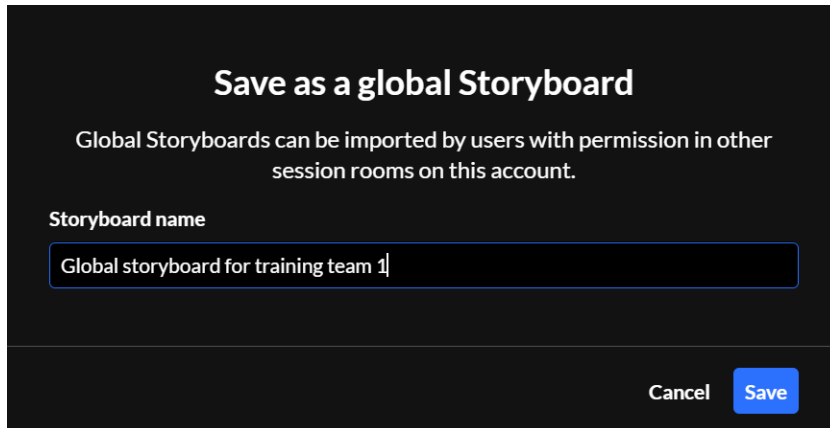 Save as a global Storyboard
Global Storyboards can be imported by users with permission in other
session rooms on this account.
Storyboard name
Global storyboard for training team 1
Cancel Save